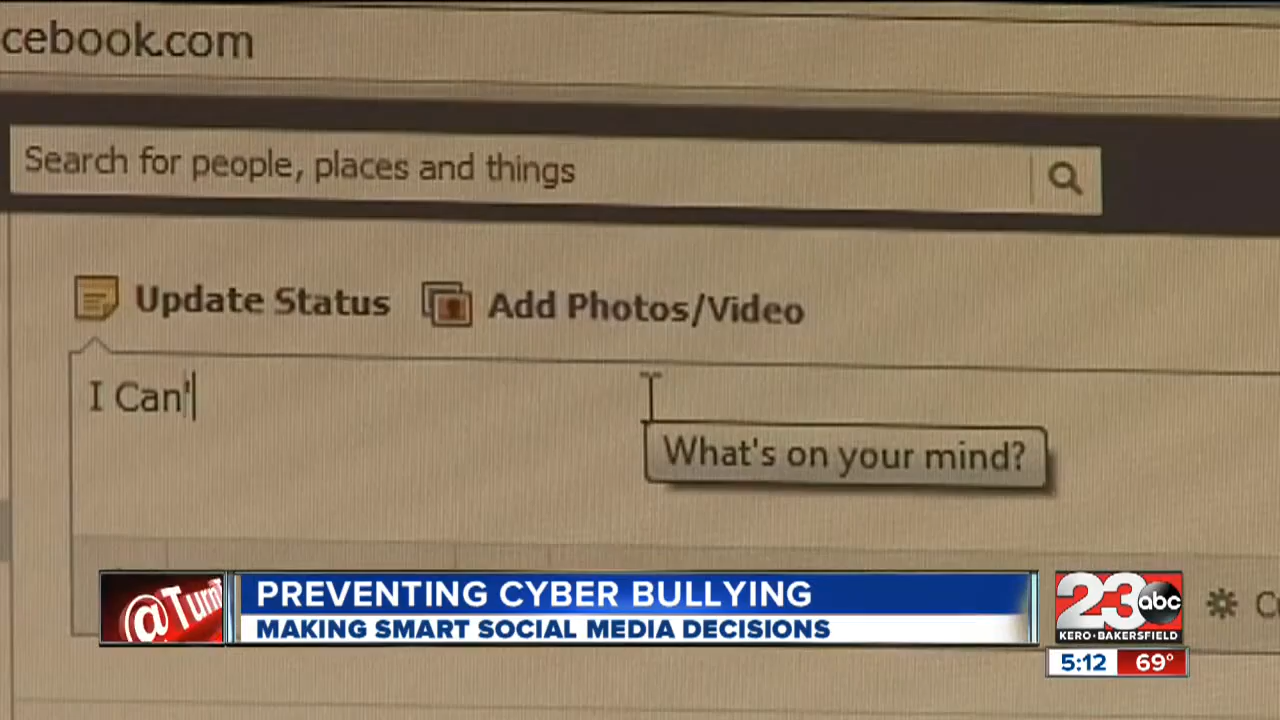 cebook.com
Search for people, places and things
Update Status Add Photos/Video
I Can'
What's on your mind?
@Turn
PREVENTING CYBER BULLYING
MAKING SMART SOCIAL MEDIA DECISIONS
23 abc
KERO•BAKERSFIELD
5:12 69°